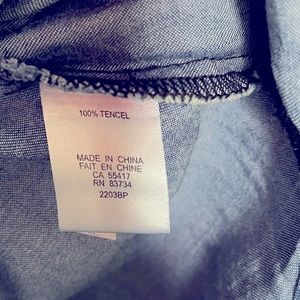 100% TENCEL
MADE IN CHINA
FAIT EN CHINE
CA 55417
RN 83734
2203BP